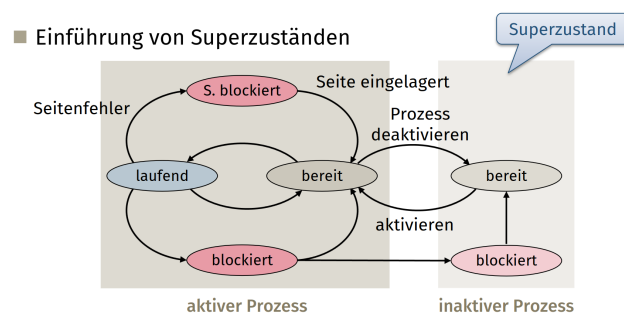 Superzustand
Einführung von Superzuständen
S. blockiert
Seite eingelagert
Seitenfehler
Prozess
deaktivieren
laufend
bereit
bereit
aktivieren
blockiert
blockiert
aktiver Prozess
inaktiver Prozess